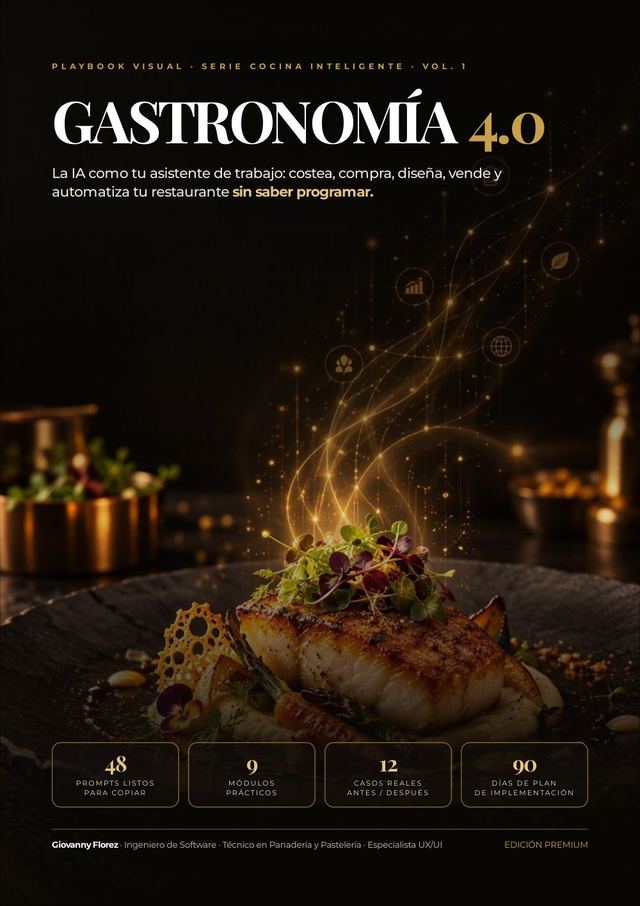 PLAYBOOK VISUAL · SERIE COCINA INTELIGENTE · VOL. 1
GASTRONOMÍA 4.0
La IA como tu asistente de trabajo: costea, compra, diseña, vende y
automatiza tu restaurante sin saber programar.
48
PROMPTS LISTOS
PARA COPIAR
9
MÓDULOS
PRÁCTICOS
12
CASOS REALES
ANTES / DESPUÉS
90
DÍAS DE PLAN
DE IMPLEMENTACIÓN
Giovanny Florez · Ingeniero de Software · Técnico en Panadería y Pastelería · Especialista UX/UI
EDICIÓN PREMIUM